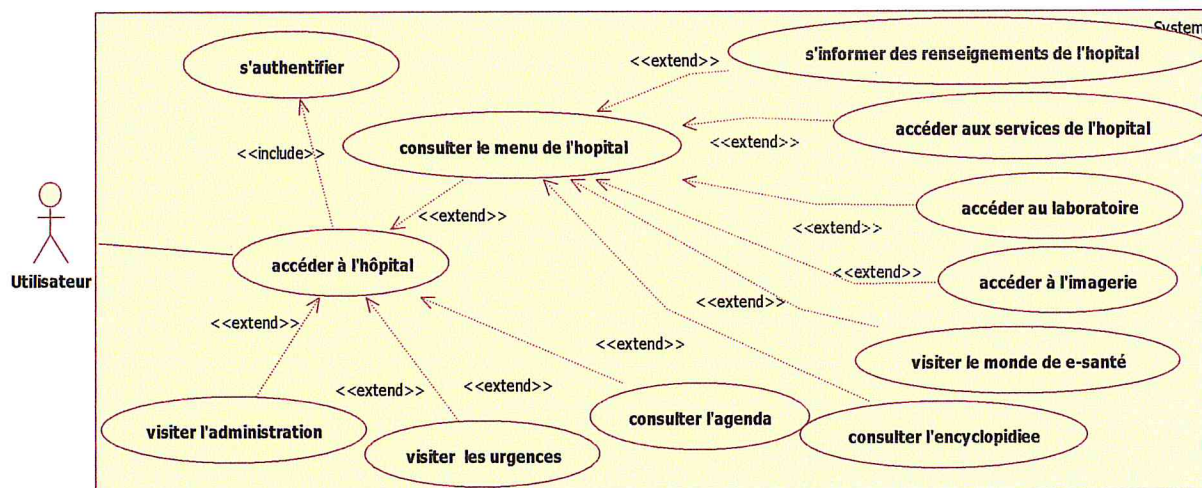 System
s'informer des renseignements de l'hopital
<<extend>>
s'authentifier
<<extend>>
accéder aux services de l'hopital
<<extend>>
consulter le menu de l'hopital
<<include>>
accéder au laboratoire
<<extend>>
<<extend>>
accéder à l'hôpital
<<extend>>
accéder à l'imagerie
Utilisateur
<<extend>>
<<extend>>
<<extend>>
visiter le monde de e-santé
<<extend>>
<<extend>>
consulter l'agenda
visiter l'administration
consulter l'encyclopidiee
visiter les urgences